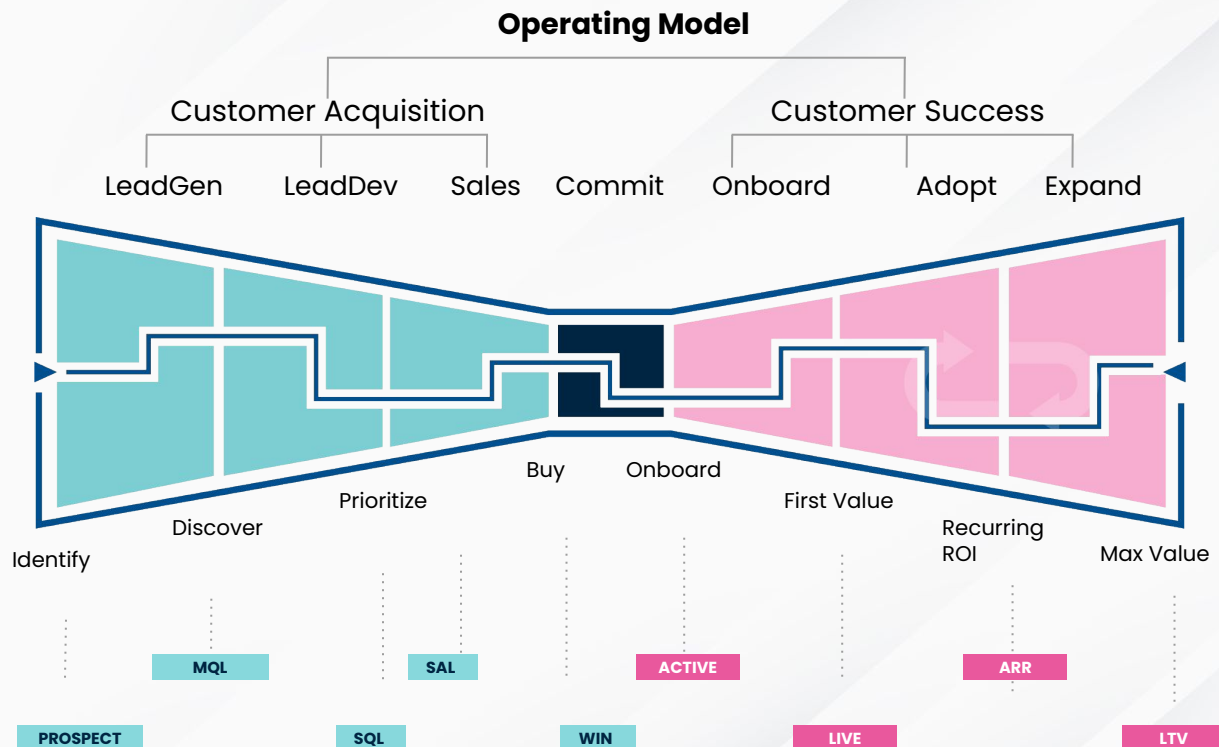 Operating Model
Customer Acquisition
Customer Success
LeadGen
LeadDev
Sales
Commit
Onboard
Adopt
Expand
Buy
Onboard
Prioritize
First Value
Discover
Recurring
ROI
Identify
Max Value
MQL
SAL
ACTIVE
ARR
PROSPECT
SQL
WIN
LIVE
LTV